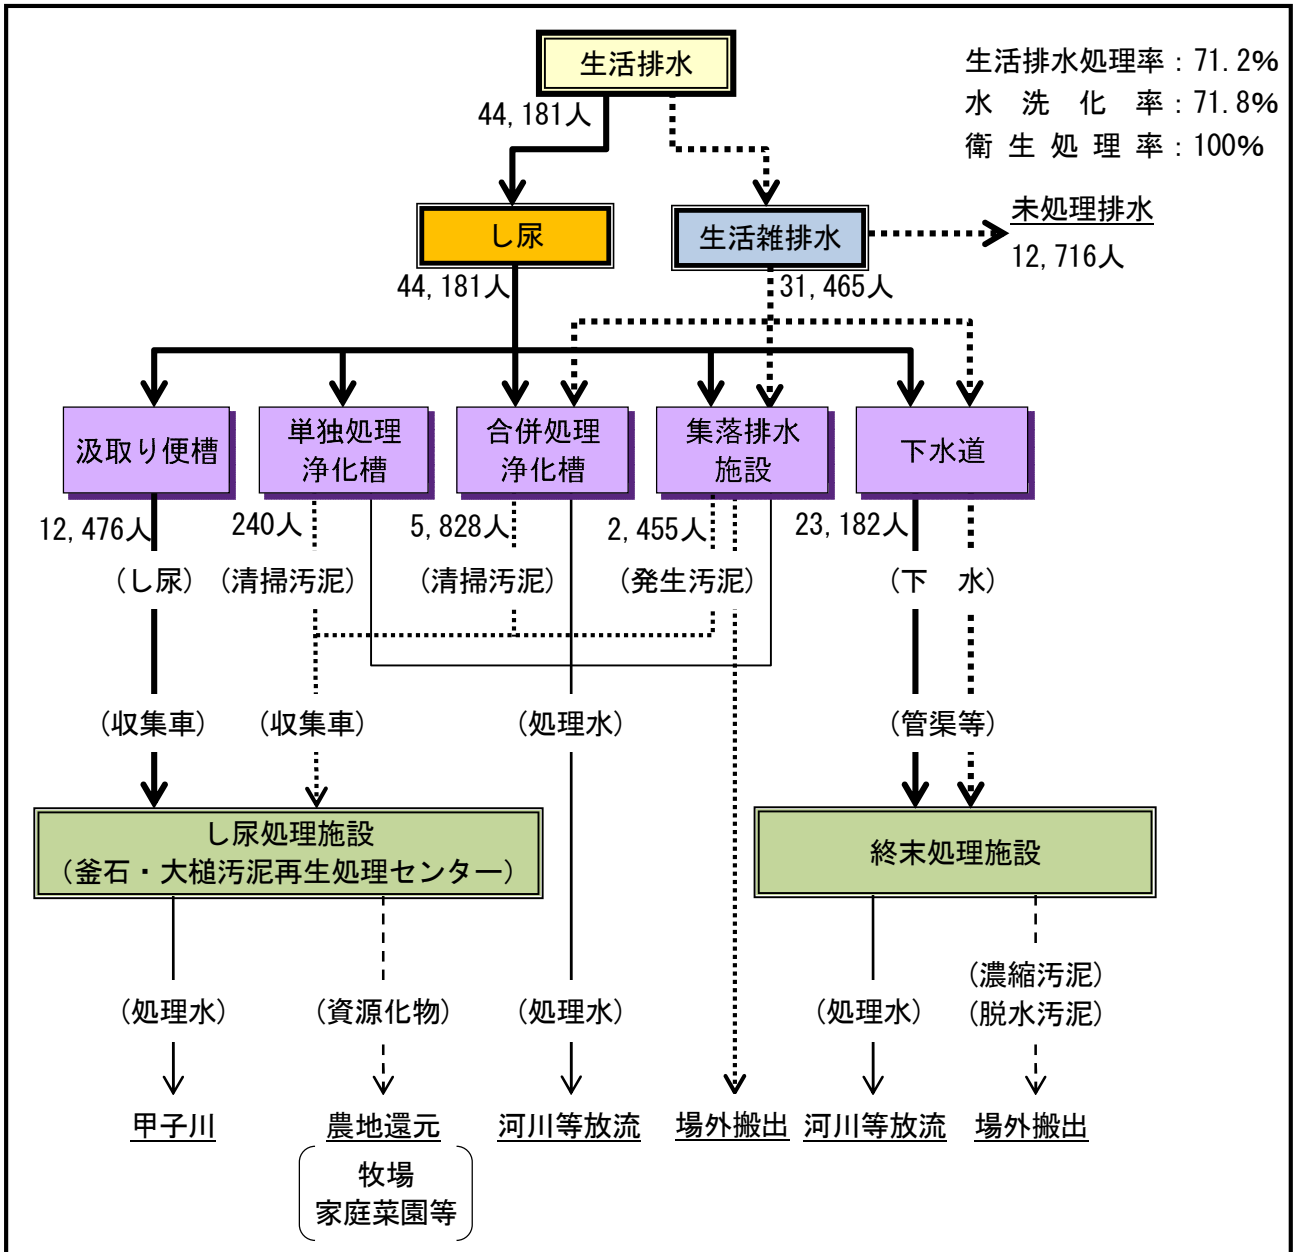 生活排水
生活排水処理率：71.2%
水洗化率：71.8%
衛生処理率：100%
44,181人
未処理排水
し尿
生活雑排水
12,716人
44,181人
31,465人
汲取り便槽
単独処理
浄化槽
合併処理
浄化槽
集落排水
施設
下水道
12,476人
240人
5,828人
2,455人
23,182人
（し尿）
（清掃汚泥）
（清掃汚泥）
（発生汚泥）
（下　水）
（収集車）
（収集車）
（処理水）
（管渠等）
し尿処理施設
（釜石・大槌汚泥再生処理センター）
終末処理施設
（処理水）
（資源化物）
（処理水）
（処理水）
（濃縮汚泥）
（脱水汚泥）
甲子川
農地還元
河川等放流
場外搬出
河川等放流
場外搬出
牧場
家庭菜園等